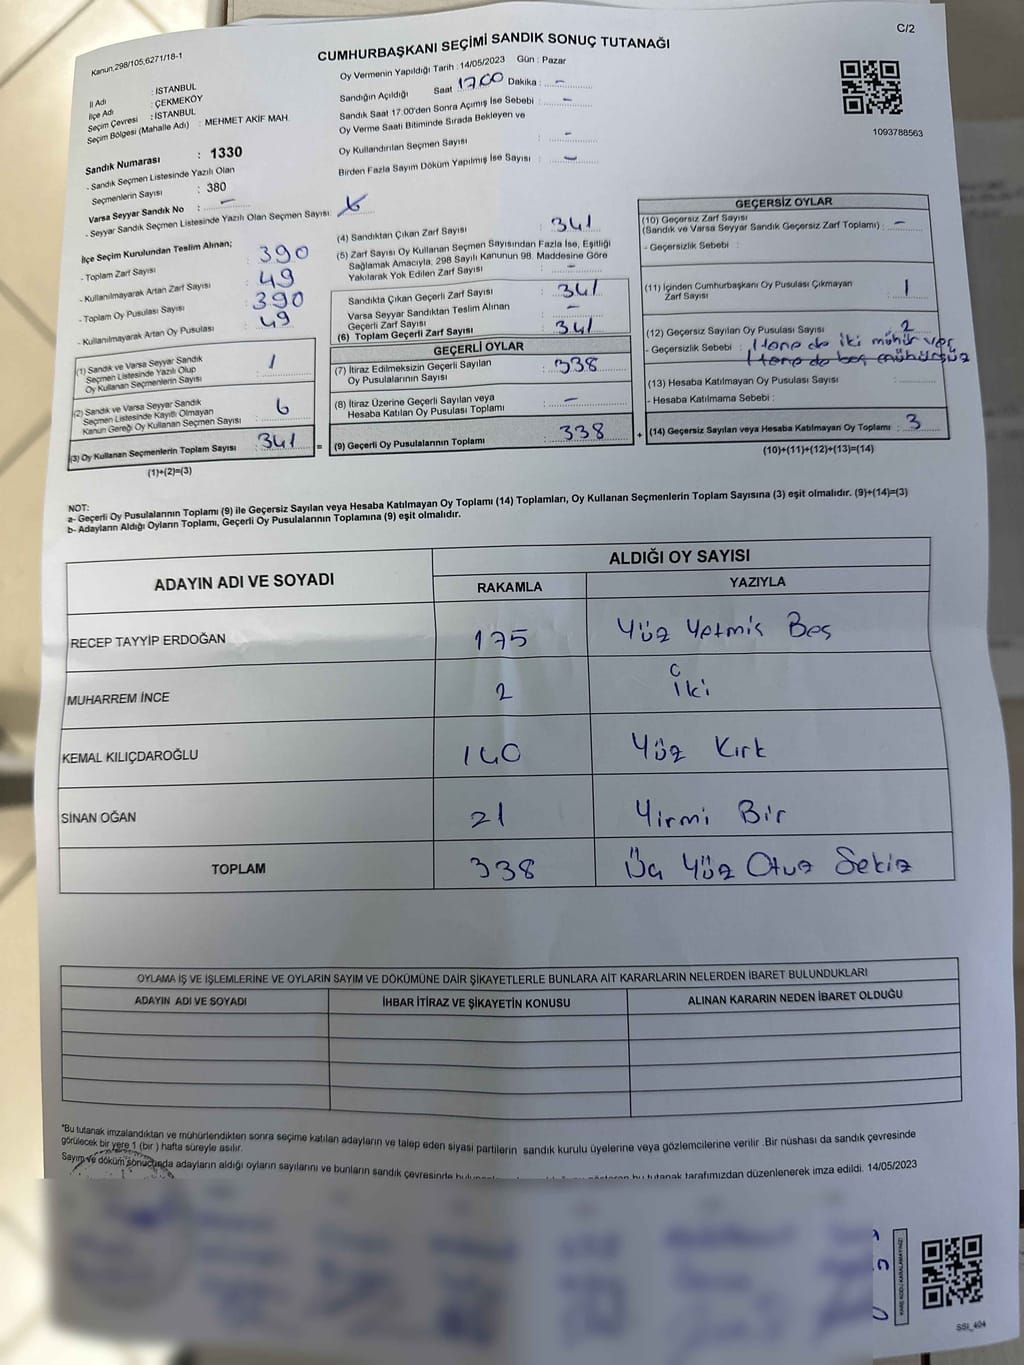 Kanun:298/105,6271/18-1
C/2
CUMHURBAŞKANI SEÇİMİ SANDIK SONUÇ TUTANAĞI
1093788563
İl Adı : İSTANBUL
İlçe Adı : ÇEKMEKÖY
Seçim Çevresi : İSTANBUL
Seçim Bölgesi (Mahalle Adı) : MEHMET AKİF MAH.
Sandık Numarası : 1330
- Sandık Seçmen Listesinde Yazılı Olan
Seçmenlerin Sayısı : 380
Varsa Seyyar Sandık No : -
- Seyyar Sandık Seçmen Listesinde Yazılı Olan Seçmen Sayısı:
Oy Vermenin Yapıldığı Tarih : 14/05/2023 Gün : Pazar
Sandığın Açıldığı Saat 17.00 Dakika : -
Sandık Saat 17.00'den Sonra Açımış İse Sebebi : -
Oy Verme Saati Bitiminde Sırada Bekleyen ve
Oy Kullandırılan Seçmen Sayısı : -
Birden Fazla Sayım Döküm Yapılmış İse Sayısı : -
İlçe Seçim Kurulundan Teslim Alınan;
- Toplam Zarf Sayısı : 390
- Kullanılmayarak Artan Zarf Sayısı : 49
- Toplam Oy Pusulası Sayısı : 390
- Kullanılmayarak Artan Oy Pusulası : 49
(1) Sandık ve Varsa Seyyar Sandık
Seçmen Listesinde Yazılı Olup
Oy Kullanan Seçmenlerin Sayısı : 1
(2) Sandık ve Varsa Seyyar Sandık
Seçmen Listesinde Kayıtlı Olmayan
Kanun Gereği Oy Kullanan Seçmen Sayısı : 6
(3) Oy Kullanan Seçmenlerin Toplam Sayısı : 341 =
(1)+(2)=(3)
(4) Sandıktan Çıkan Zarf Sayısı : 341
(5) Zarf Sayısı Oy Kullanan Seçmen Sayısından Fazla İse, Eşitliği
Sağlamak Amacıyla, 298 Sayılı Kanunun 98. Maddesine Göre
Yakılarak Yok Edilen Zarf Sayısı : -
Sandıkta Çıkan Geçerli Zarf Sayısı : 341
Varsa Seyyar Sandıktan Teslim Alınan
Geçerli Zarf Sayısı : -
(6) Toplam Geçerli Zarf Sayısı : 341
GEÇERLİ OYLAR
(7) İtiraz Edilmeksizin Geçerli Sayılan
Oy Pusulalarının Sayısı : 338
(8) İtiraz Üzerine Geçerli Sayılan veya
Hesaba Katılan Oy Pusulası Toplamı : -
(9) Geçerli Oy Pusulalarının Toplamı : 338 +
GEÇERSİZ OYLAR
(10) Geçersiz Zarf Sayısı
(Sandık ve Varsa Seyyar Sandık Geçersiz Zarf Toplamı) : -
- Geçersizlik Sebebi :
(11) İçinden Cumhurbaşkanı Oy Pusulası Çıkmayan
Zarf Sayısı : 1
(12) Geçersiz Sayılan Oy Pusulası Sayısı : 2
- Geçersizlik Sebebi : 1 tane de iki mühür var
1 tane de boş mühürsüz
(13) Hesaba Katılmayan Oy Pusulası Sayısı :
- Hesaba Katılmama Sebebi :
(14) Geçersiz Sayılan veya Hesaba Katılmayan Oy Toplamı : 3
(10)+(11)+(12)+(13)=(14)
NOT:
a- Geçerli Oy Pusulalarının Toplamı (9) ile Geçersiz Sayılan veya Hesaba Katılmayan Oy Toplamı (14) Toplamları, Oy Kullanan Seçmenlerin Toplam Sayısına (3) eşit olmalıdır. (9)+(14)=(3)
b- Adayların Aldığı Oyların Toplamı, Geçerli Oy Pusulalarının Toplamına (9) eşit olmalıdır.
ADAYIN ADI VE SOYADI
ALDIĞI OY SAYISI
RAKAMLA YAZIYLA
RECEP TAYYİP ERDOĞAN 175 Yüz Yetmiş Beş
MUHARREM İNCE 2 İki
KEMAL KILIÇDAROĞLU 140 Yüz Kırk
SİNAN OĞAN 21 Yirmi Bir
TOPLAM 338 Üç Yüz Otuz Sekiz
OYLAMA İŞ VE İŞLEMLERİNE VE OYLARIN SAYIM VE DÖKÜMÜNE DAİR ŞİKAYETLERLE BUNLARA AİT KARARLARIN NELERDEN İBARET BULUNDUKLARI
ADAYIN ADI VE SOYADI İHBAR İTİRAZ VE ŞİKAYETİN KONUSU ALINAN KARARIN NEDEN İBARET OLDUĞU
*Bu tutanak imzalandıktan ve mühürlendikten sonra seçime katılan adayların ve talep eden siyasi partilerin sandık kurulu üyelerine veya gözlemcilerine verilir .Bir nüshası da sandık çevresinde
görülecek bir yere 1 (bir ) hafta süreyle asılır.
Sayım ve döküm sonucunda adayların aldığı oyların sayılarını ve bunların sandık çevresinde bu tutanak tarafımızdan düzenlenerek imza edildi. 14/05/2023
KARE KODU KARALAMAYINIZ!
SSI_404